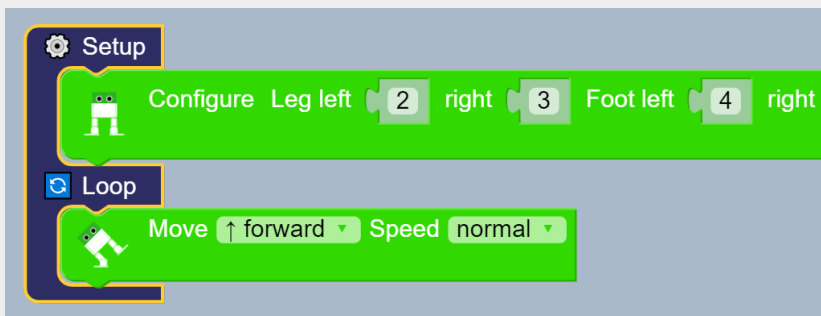 Setup
Configure Leg left 2 right 3 Foot left 4 right
Loop
Move ↑ forward Speed normal